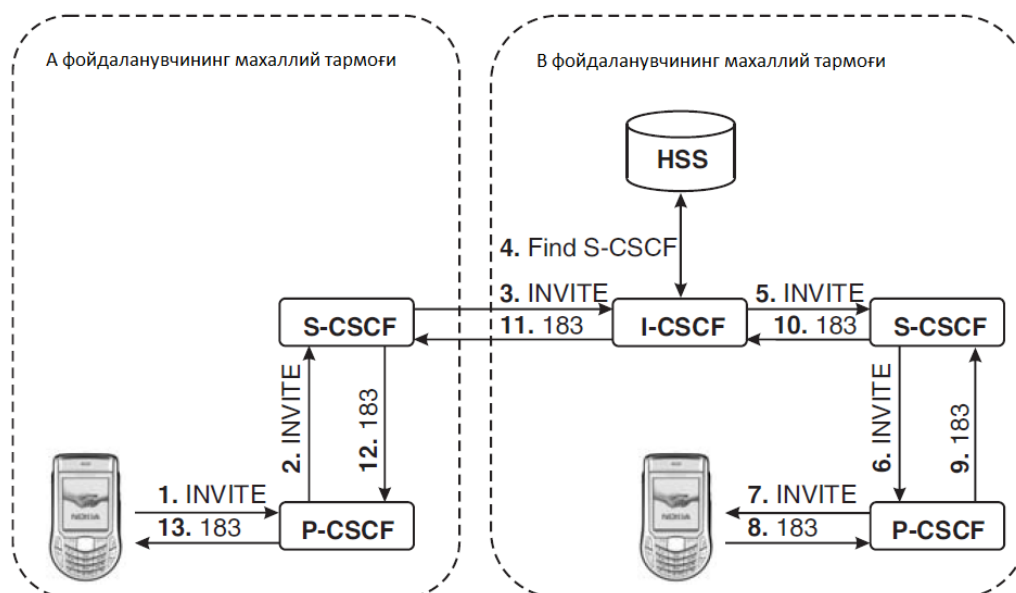 А фойдаланувчининг махаллий тармоғи
В фойдаланувчининг махаллий тармоғи
HSS
4. Find S-CSCF
3. INVITE
5. INVITE
S-CSCF
I-CSCF
S-CSCF
11. 183
10. 183
2. INVITE
12. 183
6. INVITE
9. 183
1. INVITE
7. INVITE
13. 183
8. 183
P-CSCF
P-CSCF
NOKIA
NOKIA